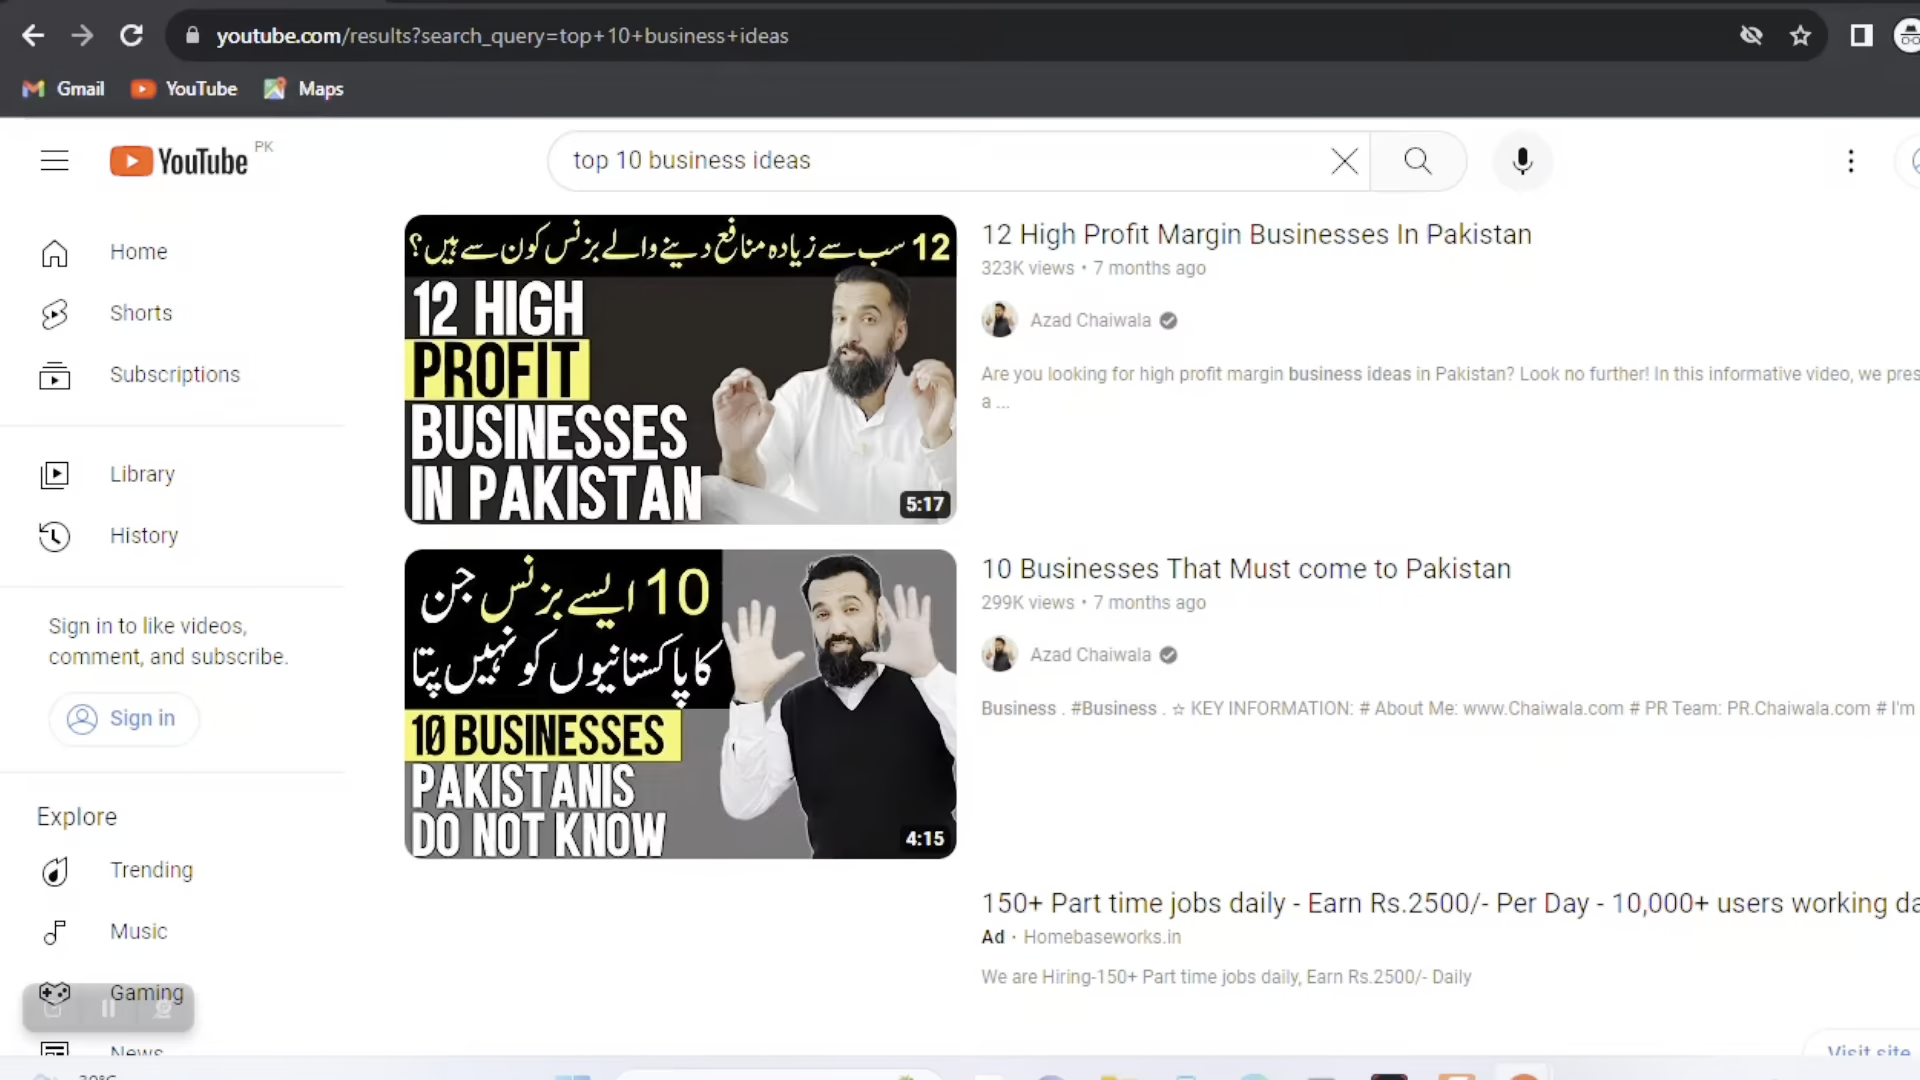 youtube.com/results?search_query=top+10+business+ideas
Gmail YouTube Maps
YouTube PK
top 10 business ideas
Home
Shorts
Subscriptions
Library
History
Sign in to like videos,
comment, and subscribe.
Sign in
Explore
Trending
Music
Gaming
News
12 سب سے زیادہ منافع دینے والے بزنس کون سے ہیں؟
12 HIGH
PROFIT
BUSINESSES
IN PAKISTAN
5:17
12 High Profit Margin Businesses In Pakistan
323K views • 7 months ago
Azad Chaiwala
Are you looking for high profit margin business ideas in Pakistan? Look no further! In this informative video, we pres
a ...
10 ایسے بزنس جن
کا پاکستانیوں کو نہیں پتا
10 BUSINESSES
PAKISTANIS
DO NOT KNOW
4:15
10 Businesses That Must come to Pakistan
299K views • 7 months ago
Azad Chaiwala
Business . #Business . ☆ KEY INFORMATION: # About Me: www.Chaiwala.com # PR Team: PR.Chaiwala.com # I'm
150+ Part time jobs daily - Earn Rs.2500/- Per Day - 10,000+ users working da
Ad · Homebaseworks.in
We are Hiring-150+ Part time jobs daily, Earn Rs.2500/- Daily
Visit site